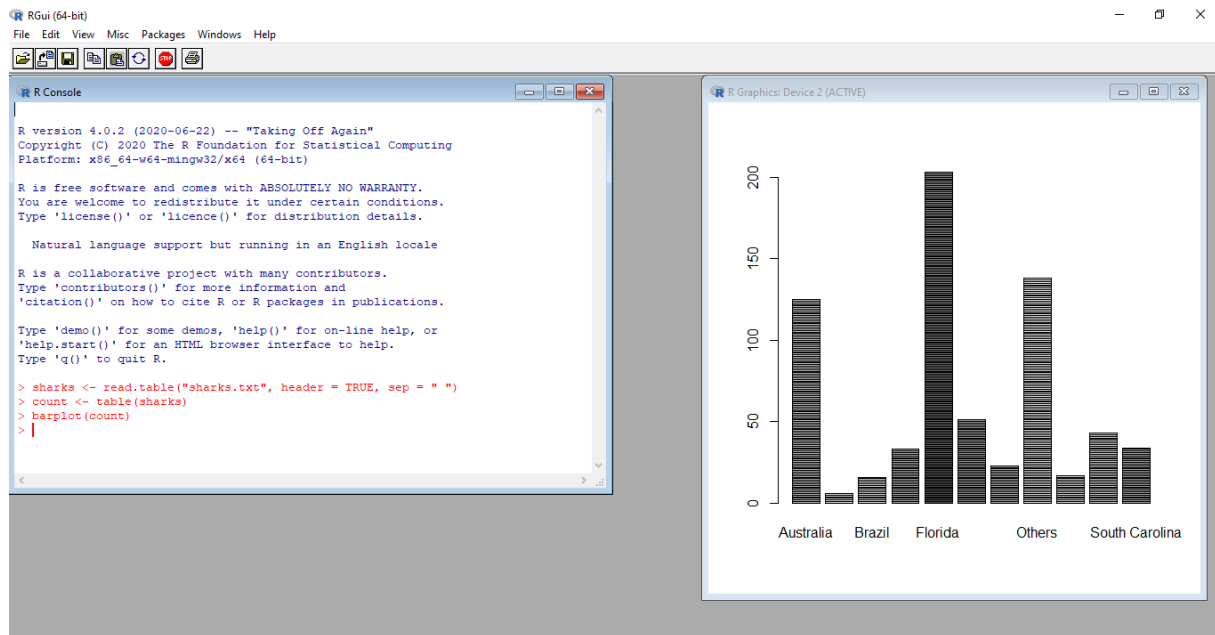 RGui (64-bit)
File Edit View Misc Packages Windows Help
STOP
R Console
R version 4.0.2 (2020-06-22) -- "Taking Off Again"
Copyright (C) 2020 The R Foundation for Statistical Computing
Platform: x86_64-w64-mingw32/x64 (64-bit)
R is free software and comes with ABSOLUTELY NO WARRANTY.
You are welcome to redistribute it under certain conditions.
Type 'license()' or 'licence()' for distribution details.
Natural language support but running in an English locale
R is a collaborative project with many contributors.
Type 'contributors()' for more information and
'citation()' on how to cite R or R packages in publications.
Type 'demo()' for some demos, 'help()' for on-line help, or
'help.start()' for an HTML browser interface to help.
Type 'q()' to quit R.
> sharks <- read.table("sharks.txt", header = TRUE, sep = " ")
> count <- table(sharks)
> barplot(count)
>
R Graphics: Device 2 (ACTIVE)
200
150
100
50
0
Australia Brazil Florida Others South Carolina